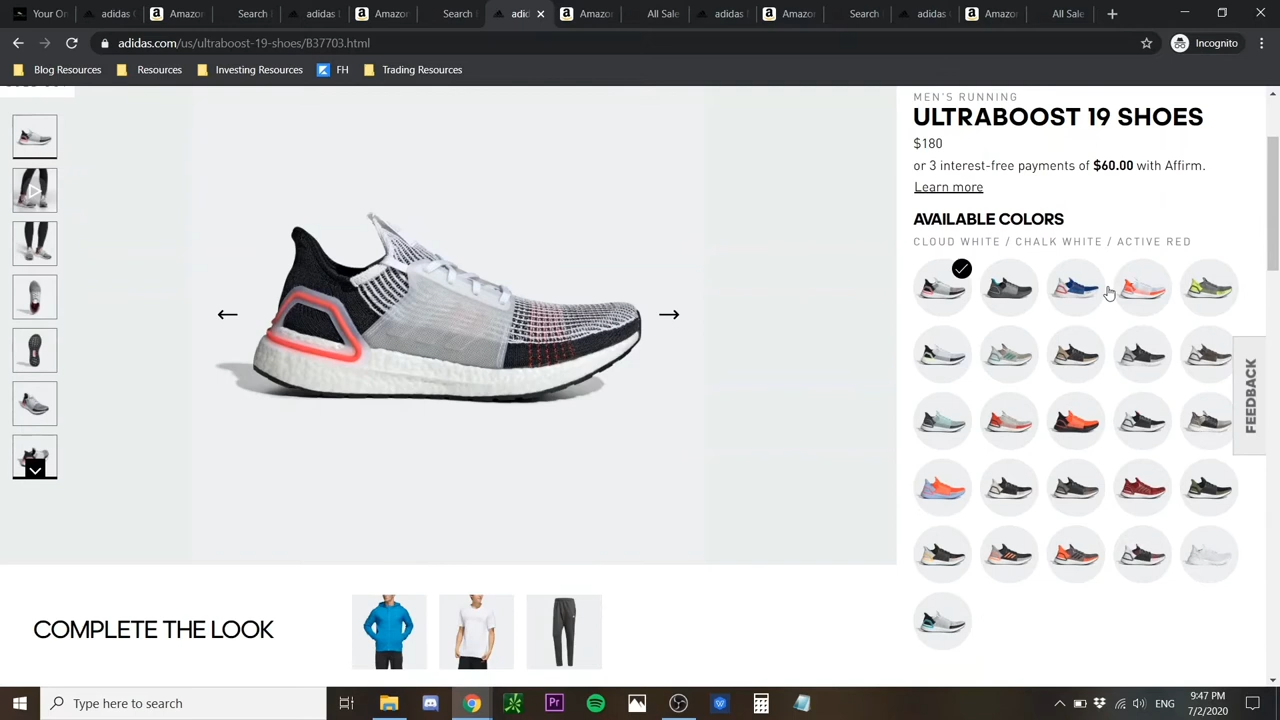 Your On
adidas
Amazon
Search
adidas
Amazon
Search
adid
Amazon
All Sale
adidas
Amazon
Search
adidas
Amazon
All Sale
adidas.com/us/ultraboost-19-shoes/B37703.html
Incognito
Blog Resources
Resources
Investing Resources
FH
Trading Resources
MEN'S RUNNING
ULTRABOOST 19 SHOES
$180
or 3 interest-free payments of $60.00 with Affirm.
Learn more
AVAILABLE COLORS
CLOUD WHITE / CHALK WHITE / ACTIVE RED
FEEDBACK
COMPLETE THE LOOK
Type here to search
Pr
W
ENG
9:47 PM
7/2/2020